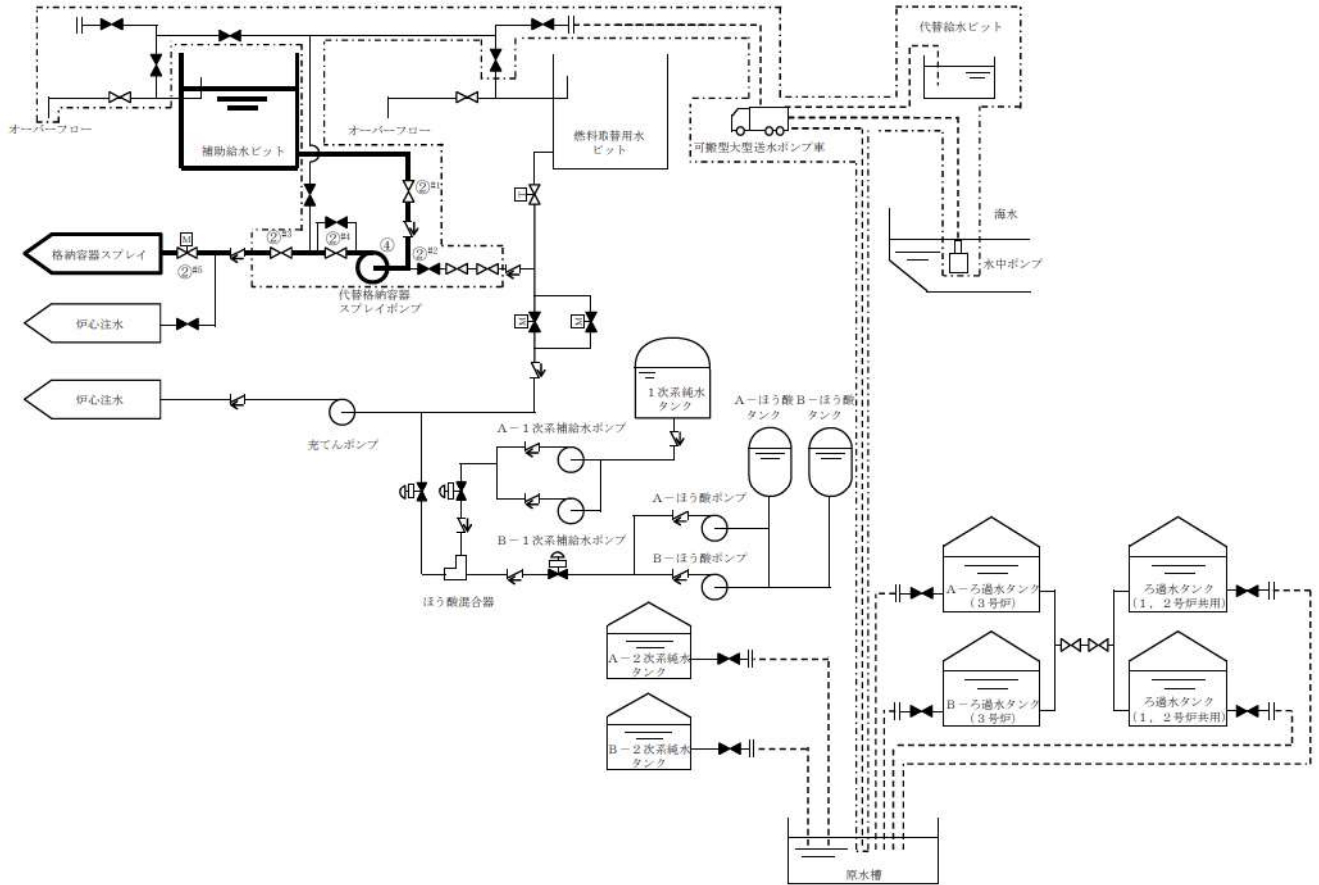 代替給水ピット
オーバーフロー
補助給水ピット
オーバーフロー
燃料取替用水
ピット
可搬型大型送水ポンプ車
海水
水中ポンプ
T
②#1
②#3
②#4
④
②#2
M
格納容器スプレイ
②#6
代替格納容器
スプレイポンプ
炉心注水
M
M
炉心注水
充てんポンプ
1次系純水
タンク
A-ほう酸
タンク
B-ほう酸
タンク
A-1次系補給水ポンプ
B-1次系補給水ポンプ
A-ほう酸ポンプ
B-ほう酸ポンプ
ほう酸混合器
A-2次系純水
タンク
B-2次系純水
タンク
A-ろ過水タンク
(3号炉)
ろ過水タンク
(1,2号炉共用)
B-ろ過水タンク
(3号炉)
ろ過水タンク
(1,2号炉共用)
原水槽